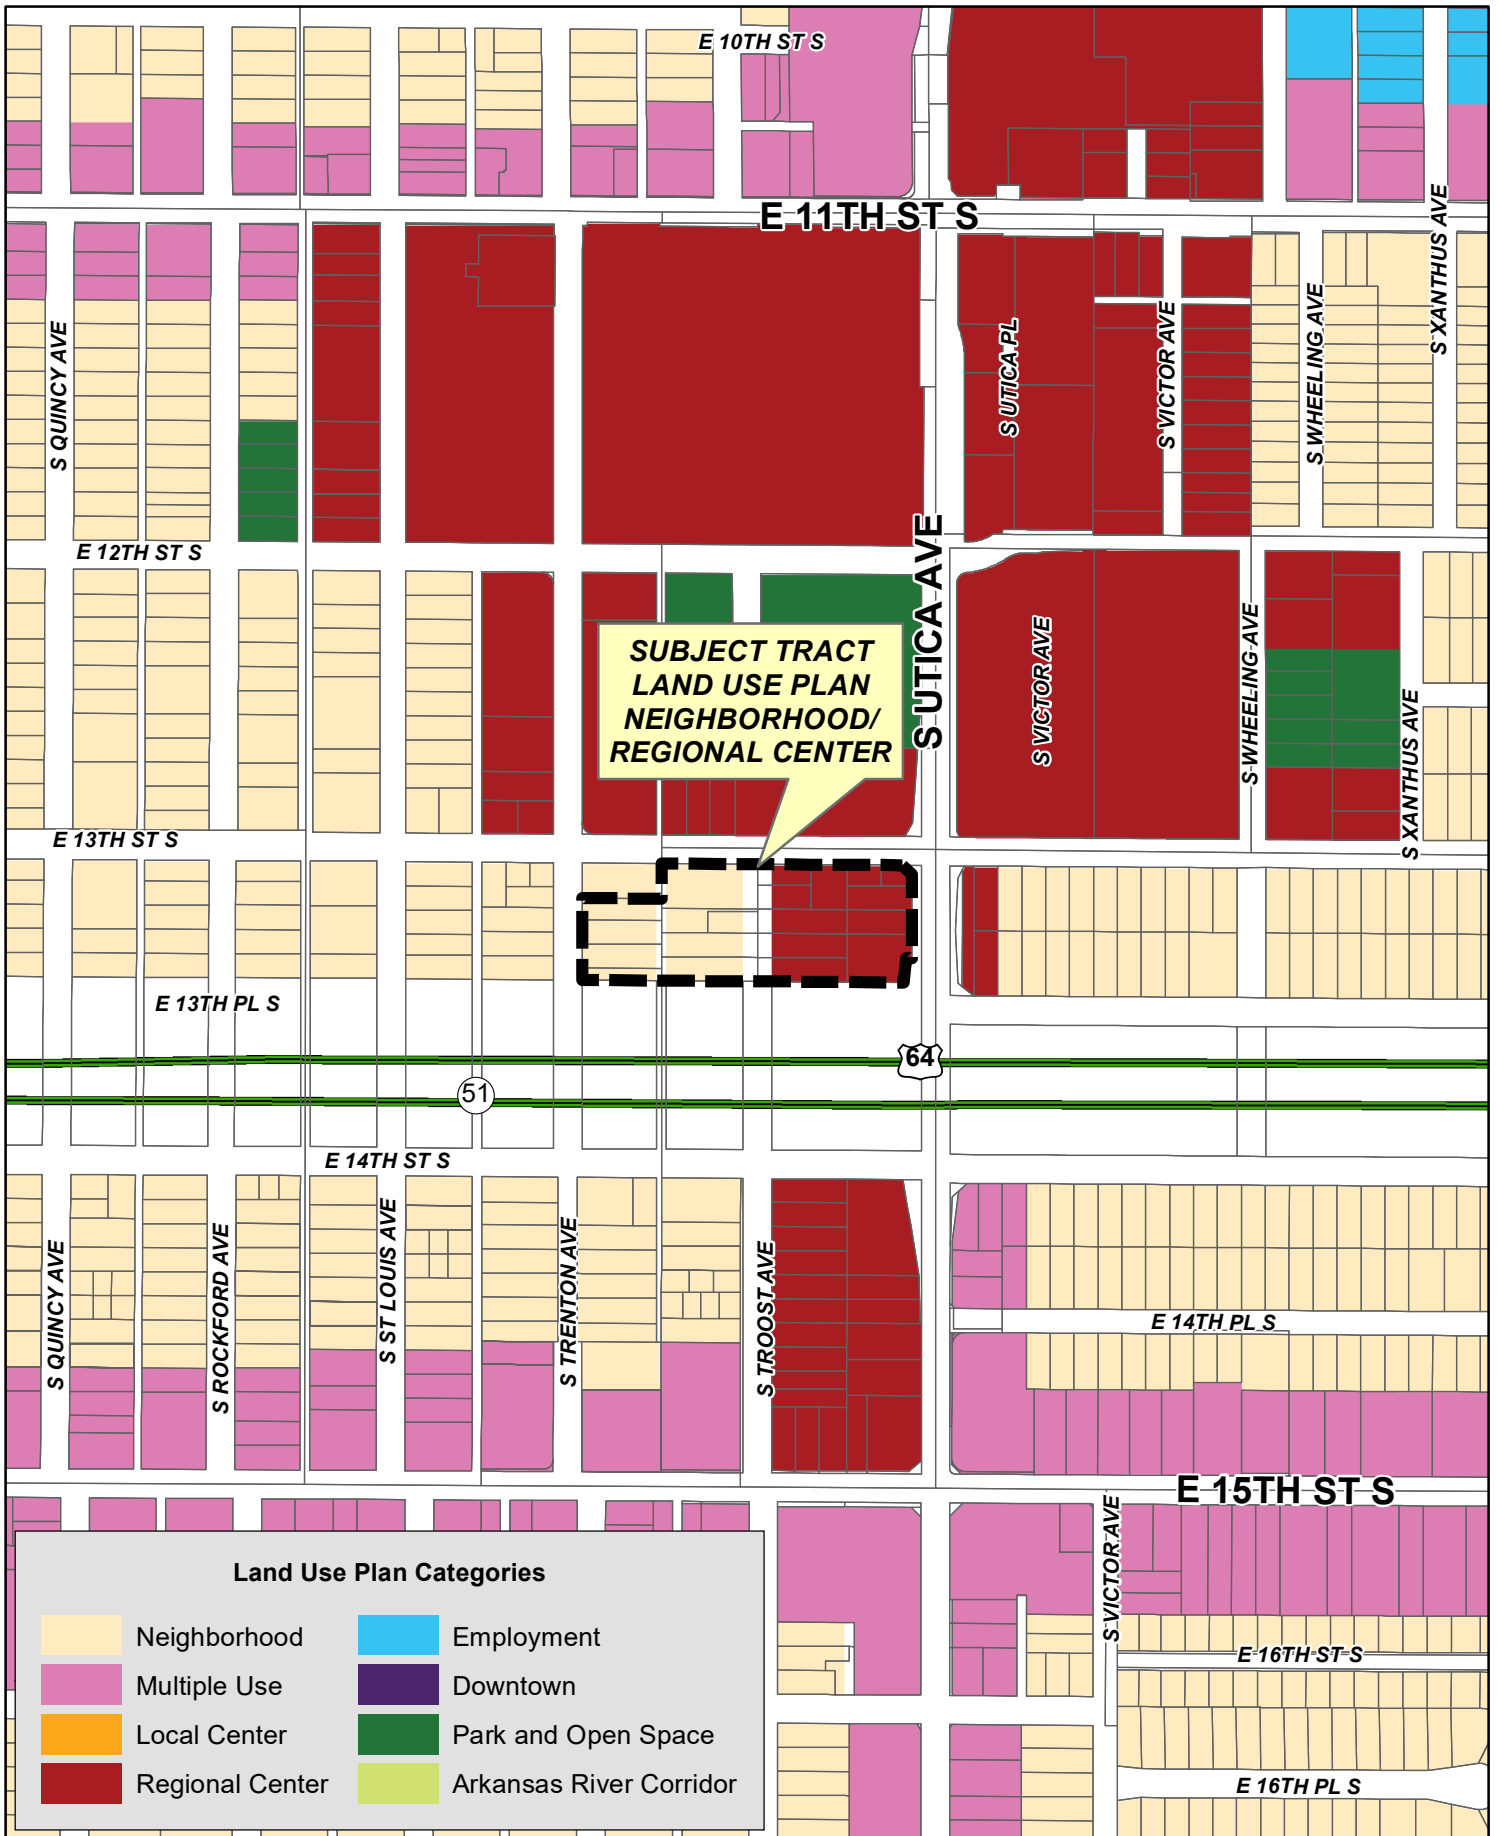 E 10TH ST S
E 11TH ST S
S XANTHUS AVE
S QUINCY AVE
S UTICA PL
S VICTOR AVE
S WHEELING AVE
E 12TH ST S
S UTICA AVE
SUBJECT TRACT
LAND USE PLAN
NEIGHBORHOOD/
REGIONAL CENTER
S VICTOR AVE
S WHEELING AVE
S XANTHUS AVE
E 13TH ST S
E 13TH PL S
64
51
E 14TH ST S
S QUINCY AVE
S ROCKFORD AVE
S ST LOUIS AVE
S TRENTON AVE
S TROOST AVE
E 14TH PL S
E 15TH ST S
S VICTOR AVE
E 16TH ST S
E 16TH PL S
Land Use Plan Categories
Neighborhood
Multiple Use
Local Center
Regional Center
Employment
Downtown
Park and Open Space
Arkansas River Corridor